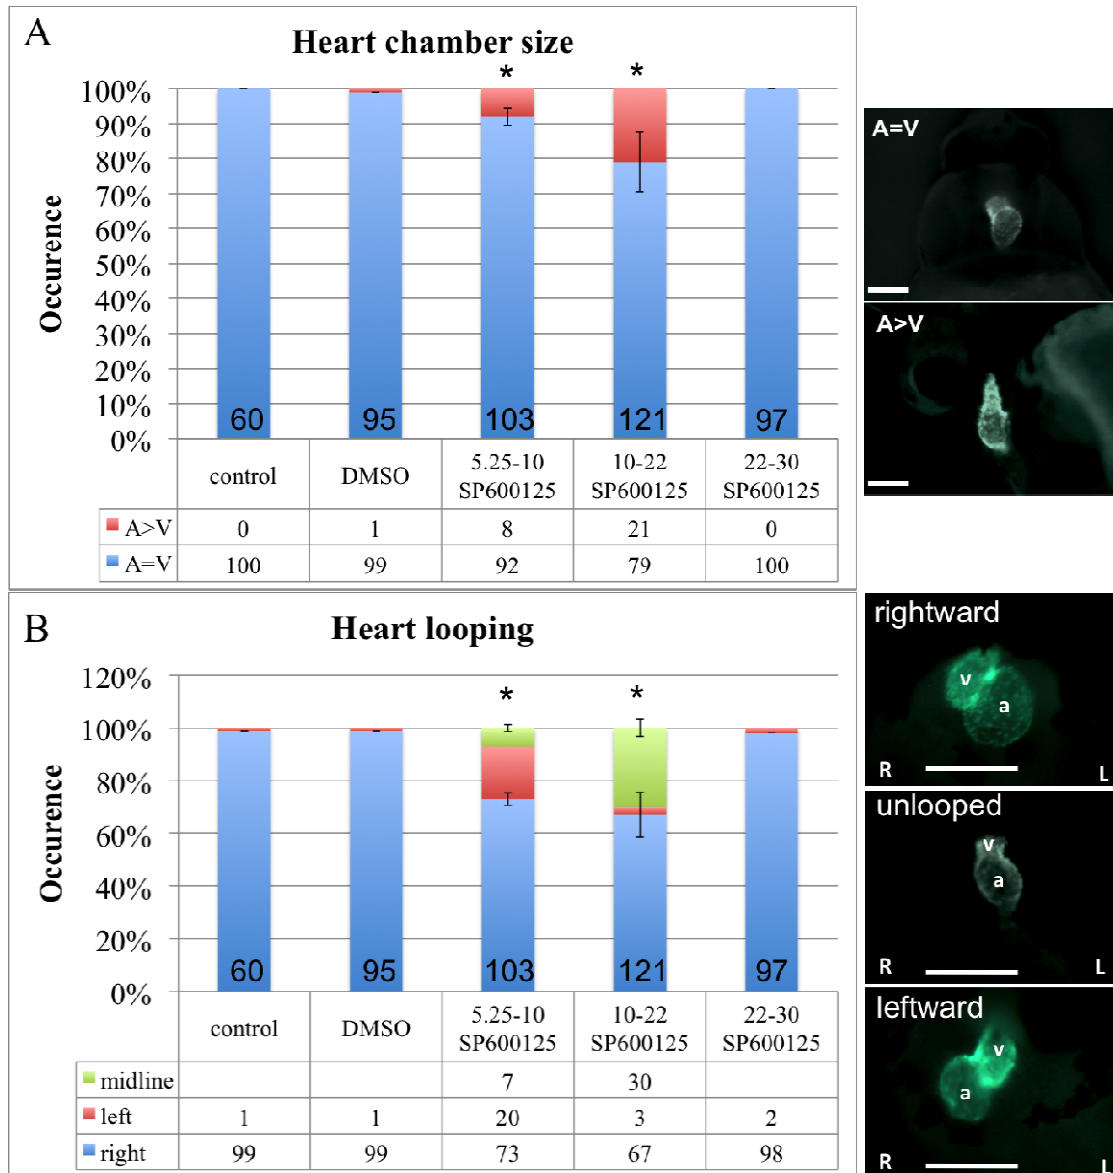 A
Heart chamber size
* *
100%
90%
80%
70%
60%
50%
40%
30%
20%
10%
0%
Occurence
60 95 103 121 97
control DMSO 5.25-10 SP600125 10-22 SP600125 22-30 SP600125
A>V 0 1 8 21 0
A=V 100 99 92 79 100
A=V
A>V
B
Heart looping
* *
120%
100%
80%
60%
40%
20%
0%
Occurence
60 95 103 121 97
control DMSO 5.25-10 SP600125 10-22 SP600125 22-30 SP600125
midline 7 30
left 1 1 20 3 2
right 99 99 73 67 98
rightward
v
a
R L
unlooped
v
a
R L
leftward
v
a
R L